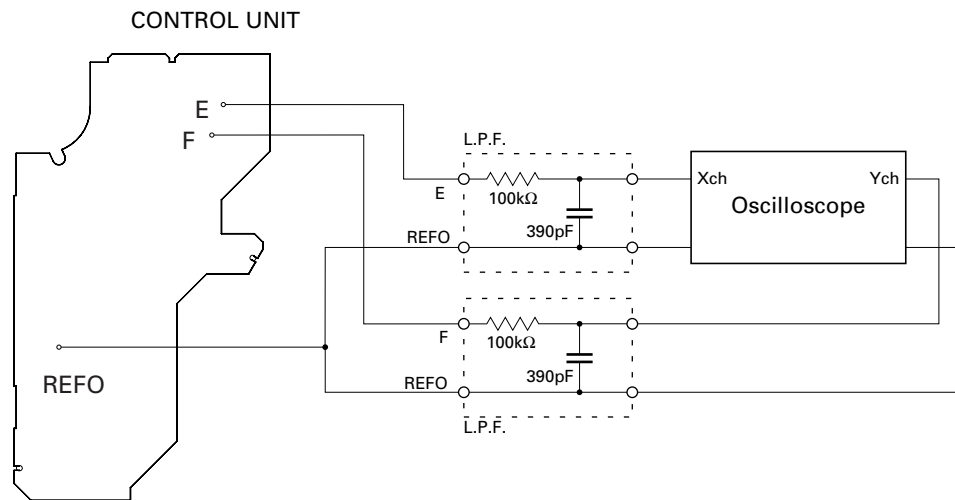 CONTROL UNIT
E
F
L.P.F.
E
100kΩ
390pF
REFO
Xch
Ych
Oscilloscope
F
100kΩ
390pF
REFO
REFO
L.P.F.